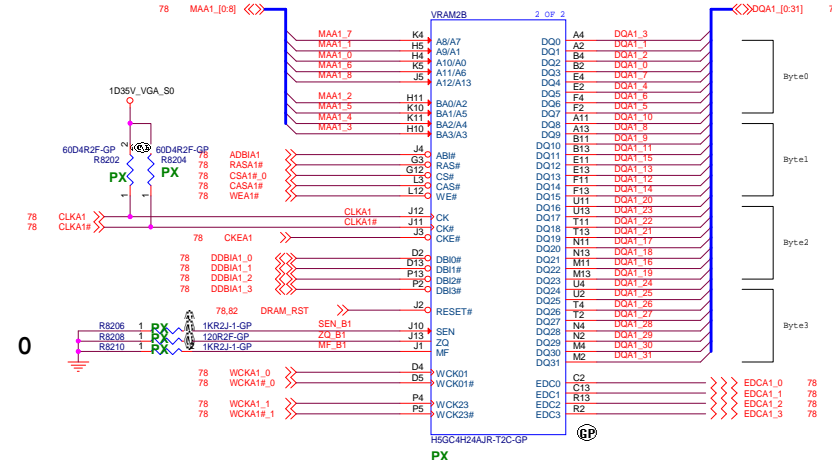 78 MAA1_[0:8]
VRAM2B 2 OF 2
78 DQA1_[0:31]
MAA1_7 K4 A8/A7
MAA1_1 H5 A9/A1
MAA1_0 H4 A10/A0
MAA1_6 K5 A11/A6
MAA1_8 J5 A12/A13
MAA1_2 H11 BA0/A2
MAA1_5 K10 BA1/A5
MAA1_4 K11 BA2/A4
MAA1_3 H10 BA3/A3
1D35V_VGA_S0
60D4R2F-GP
R8202
PX
60D4R2F-GP
R8204
PX
2
1
1
78 ADBIA1 J4 ABI#
78 RASA1# G3 RAS#
78 CSA1#_0 G12 CS#
78 CASA1# L3 CAS#
78 WEA1# L12 WE#
78 CLKA1 CLKA1 J12 CK
78 CLKA1# CLKA1# J11 CK#
78 CKEA1 J3 CKE#
78 DDBIA1_0 D2 DBI0#
78 DDBIA1_1 D13 DBI1#
78 DDBIA1_2 P13 DBI2#
78 DDBIA1_3 P2 DBI3#
78,82 DRAM_RST J2 RESET#
R8206 1 PX 1KR2J-1-GP SEN_B1 J10 SEN
R8208 1 PX 120R2F-GP ZQ_B1 J13 ZQ
R8210 1 PX 1KR2J-1-GP MF_B1 J1 MF
0
78 WCKA1_0 D4 WCK01
78 WCKA1#_0 D5 WCK01#
78 WCKA1_1 P4 WCK23
78 WCKA1#_1 P5 WCK23#
DQ0 A4 DQA1_3
DQ1 A2 DQA1_1
DQ2 B4 DQA1_2
DQ3 B2 DQA1_0
DQ4 E4 DQA1_7
DQ5 E2 DQA1_4
DQ6 F4 DQA1_6
DQ7 F2 DQA1_5
Byte0
DQ8 A11 DQA1_10
DQ9 A13 DQA1_8
DQ10 B11 DQA1_9
DQ11 B13 DQA1_11
DQ12 E11 DQA1_15
DQ13 E13 DQA1_13
DQ14 F11 DQA1_12
DQ15 F13 DQA1_14
Byte1
DQ16 U11 DQA1_20
DQ17 U13 DQA1_23
DQ18 T11 DQA1_22
DQ19 T13 DQA1_21
DQ20 N11 DQA1_17
DQ21 N13 DQA1_18
DQ22 M11 DQA1_16
DQ23 M13 DQA1_19
Byte2
DQ24 U4 DQA1_24
DQ25 U2 DQA1_25
DQ26 T4 DQA1_26
DQ27 T2 DQA1_27
DQ28 N4 DQA1_28
DQ29 N2 DQA1_29
DQ30 M4 DQA1_30
DQ31 M2 DQA1_31
Byte3
EDC0 C2 EDCA1_0 78
EDC1 C13 EDCA1_1 78
EDC2 R13 EDCA1_2 78
EDC3 R2 EDCA1_3 78
H5GC4H24AJR-T2C-GP
PX
GP